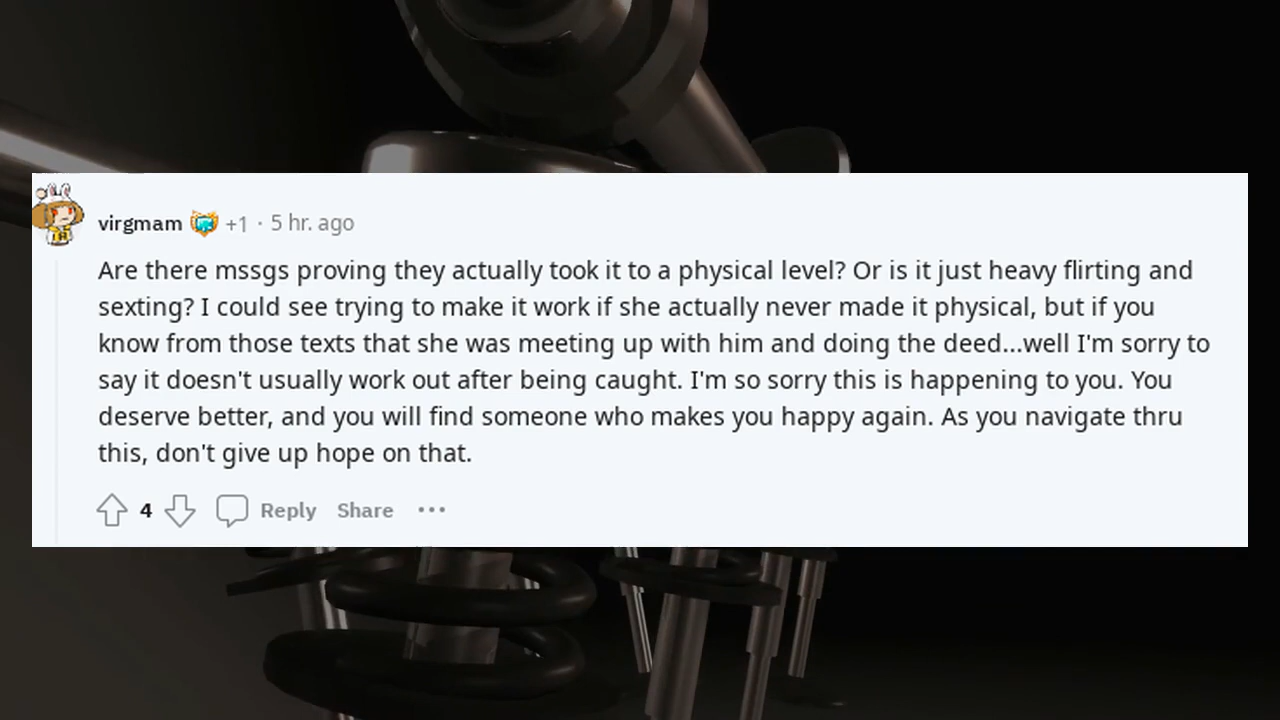 virgmam +1 · 5 hr. ago
Are there mssgs proving they actually took it to a physical level? Or is it just heavy flirting and
sexting? I could see trying to make it work if she actually never made it physical, but if you
know from those texts that she was meeting up with him and doing the deed...well I'm sorry to
say it doesn't usually work out after being caught. I'm so sorry this is happening to you. You
deserve better, and you will find someone who makes you happy again. As you navigate thru
this, don't give up hope on that.
4 Reply Share